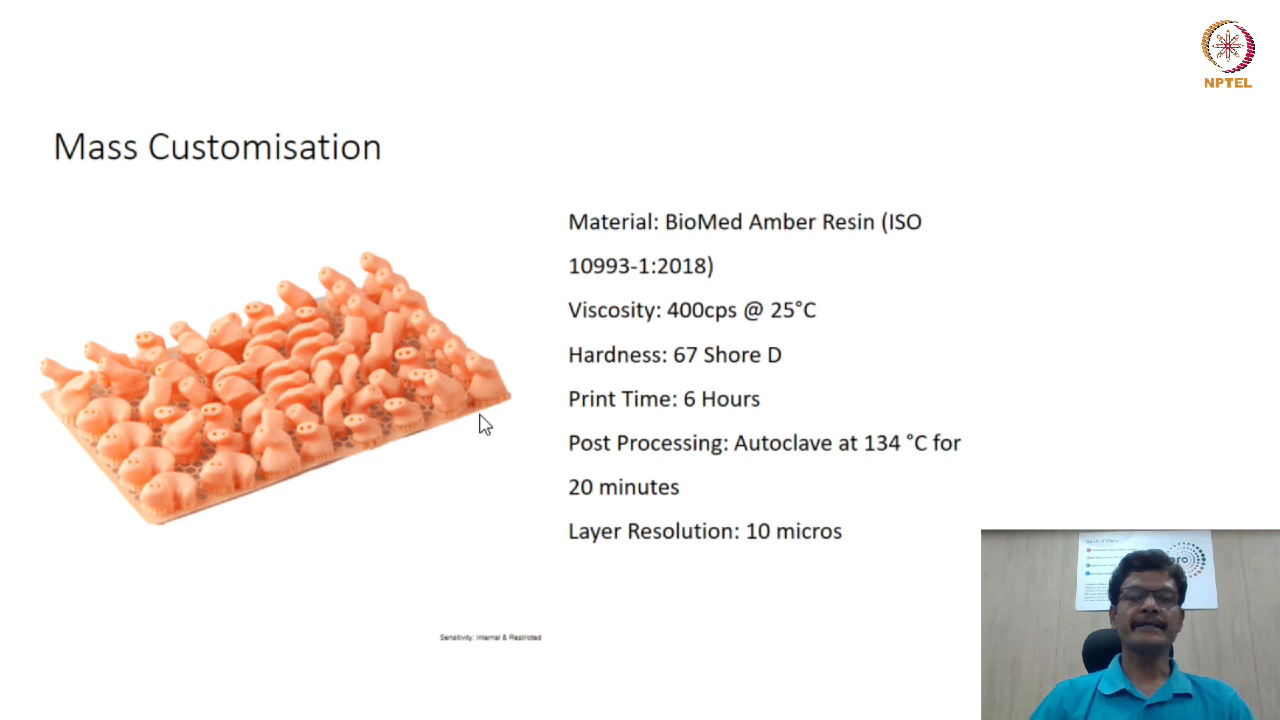 NPTEL
Mass Customisation
Material: BioMed Amber Resin (ISO
10993-1:2018)
Viscosity: 400cps @ 25°C
Hardness: 67 Shore D
Print Time: 6 Hours
Post Processing: Autoclave at 134 °C for
20 minutes
Layer Resolution: 10 micros
Sensitivity: Internal & Restricted